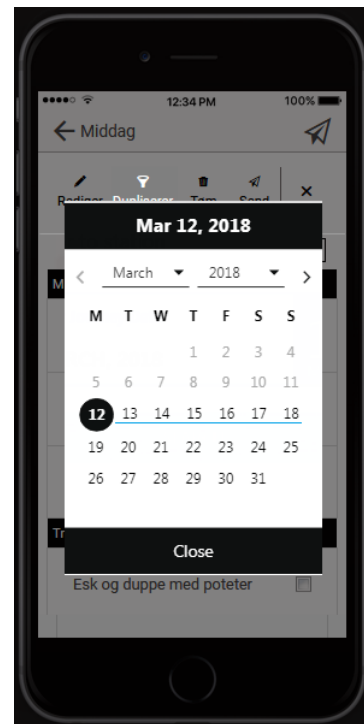 12:34 PM 100%
Middag
Rediger Dupliserer Tøm Send ×
Mar 12, 2018
March 2018
M T W T F S S
1 2 3 4
5 6 7 8 9 10 11
12 13 14 15 16 17 18
19 20 21 22 23 24 25
26 27 28 29 30 31
M
Tr
Close
Esk og duppe med poteter